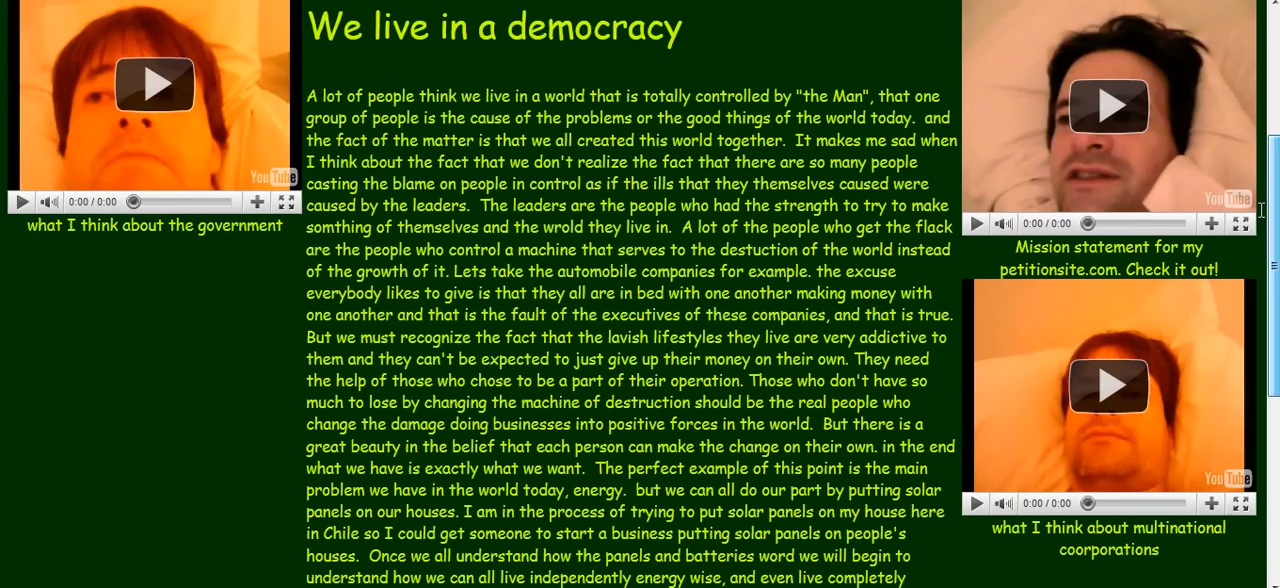 We live in a democracy
A lot of people think we live in a world that is totally controlled by "the Man", that one
group of people is the cause of the problems or the good things of the world today.  and
the fact of the matter is that we all created this world together.  It makes me sad when
I think about the fact that we don't realize the fact that there are so many people
casting the blame on people in control as if the ills that they themselves caused were
caused by the leaders.  The leaders are the people who had the strength to try to make
somthing of themselves and the wrold they live in.  A lot of the people who get the flack
are the people who control a machine that serves to the destuction of the world instead
of the growth of it. Lets take the automobile companies for example. the excuse
everybody likes to give is that they all are in bed with one another making money with
one another and that is the fault of the executives of these companies, and that is true.
But we must recognize the fact that the lavish lifestyles they live are very addictive to
them and they can't be expected to just give up their money on their own. They need
the help of those who chose to be a part of their operation. Those who don't have so
much to lose by changing the machine of destruction should be the real people who
change the damage doing businesses into positive forces in the world.  But there is a
great beauty in the belief that each person can make the change on their own. in the end
what we have is exactly what we want.  The perfect example of this point is the main
problem we have in the world today, energy.  but we can all do our part by putting solar
panels on our houses. I am in the process of trying to put solar panels on my house here
in Chile so I could get someone to start a business putting solar panels on people's
houses.  Once we all understand how the panels and batteries word we will begin to
understand how we can all live independently energy wise, and even live completely
YouTube
0:00 / 0:00
what I think about the government
YouTube
0:00 / 0:00
Mission statement for my
petitionsite.com. Check it out!
YouTube
0:00 / 0:00
what I think about multinational
coorporations